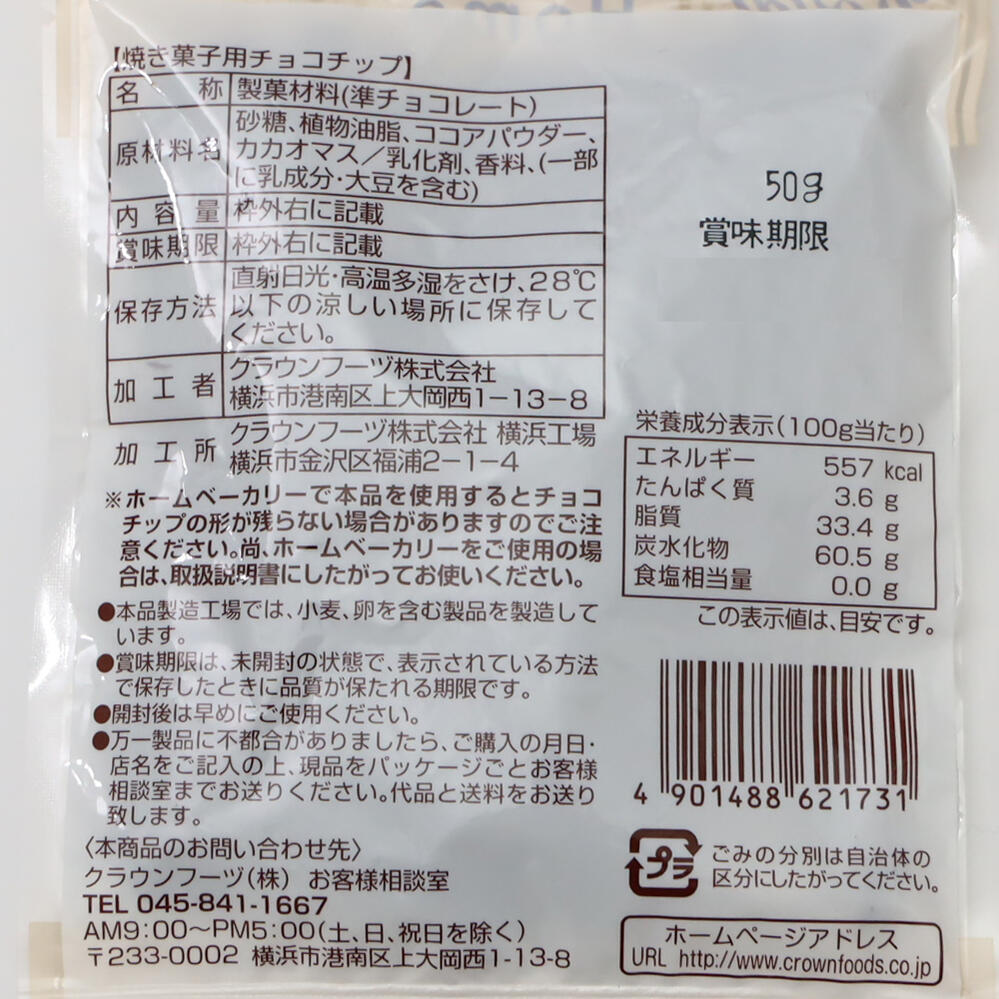 【焼き菓子用チョコチップ】
名称 製菓材料(準チョコレート)
原材料名 砂糖、植物油脂、ココアパウダー、
カカオマス/乳化剤、香料、(一部
に乳成分・大豆を含む)
内容量 枠外右に記載
賞味期限 枠外右に記載
保存方法 直射日光・高温多湿をさけ、28℃
以下の涼しい場所に保存して
ください。
加工者 クラウンフーヅ株式会社
横浜市港南区上大岡西1-13-8
加工所 クラウンフーヅ株式会社 横浜工場
横浜市金沢区福浦2-1-4
※ホームベーカリーで本品を使用するとチョコ
チップの形が残らない場合がありますのでご注
意ください。尚、ホームベーカリーをご使用の場
合は、取扱説明書にしたがってお使いください。
●本品製造工場では、小麦、卵を含む製品を製造して
います。
●賞味期限は、未開封の状態で、表示されている方法
で保存したときに品質が保たれる期限です。
●開封後は早めにご使用ください。
●万一製品に不都合がありましたら、ご購入の月日・
店名をご記入の上、現品をパッケージごとお客様
相談室までお送りください。代品と送料をお送り
致します。
〈本商品のお問い合わせ先〉
クラウンフーヅ(株) お客様相談室
TEL 045-841-1667
AM9:00～PM5:00(土、日、祝日を除く)
〒233-0002 横浜市港南区上大岡西1-13-8
50g
賞味期限
栄養成分表示(100g当たり)
エネルギー 557 kcal
たんぱく質 3.6 g
脂質 33.4 g
炭水化物 60.5 g
食塩相当量 0.0 g
この表示値は、目安です。
4 901488 621731
プラ
ごみの分別は自治体の
区分にしたがってください。
ホームページアドレス
URL http://www.crownfoods.co.jp